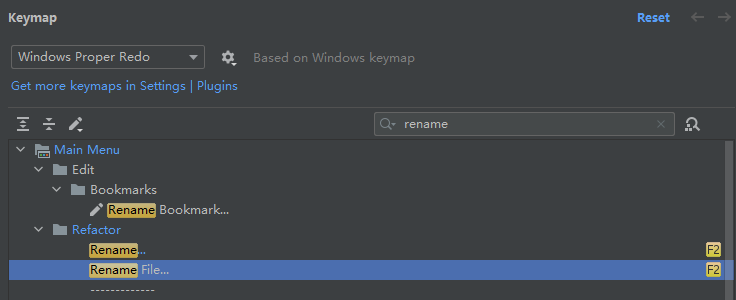 Keymap Reset
Windows Proper Redo Based on Windows keymap
Get more keymaps in Settings | Plugins
rename
Main Menu
Edit
Bookmarks
Rename Bookmark...
Refactor
Rename... F2
Rename File... F2
-------------